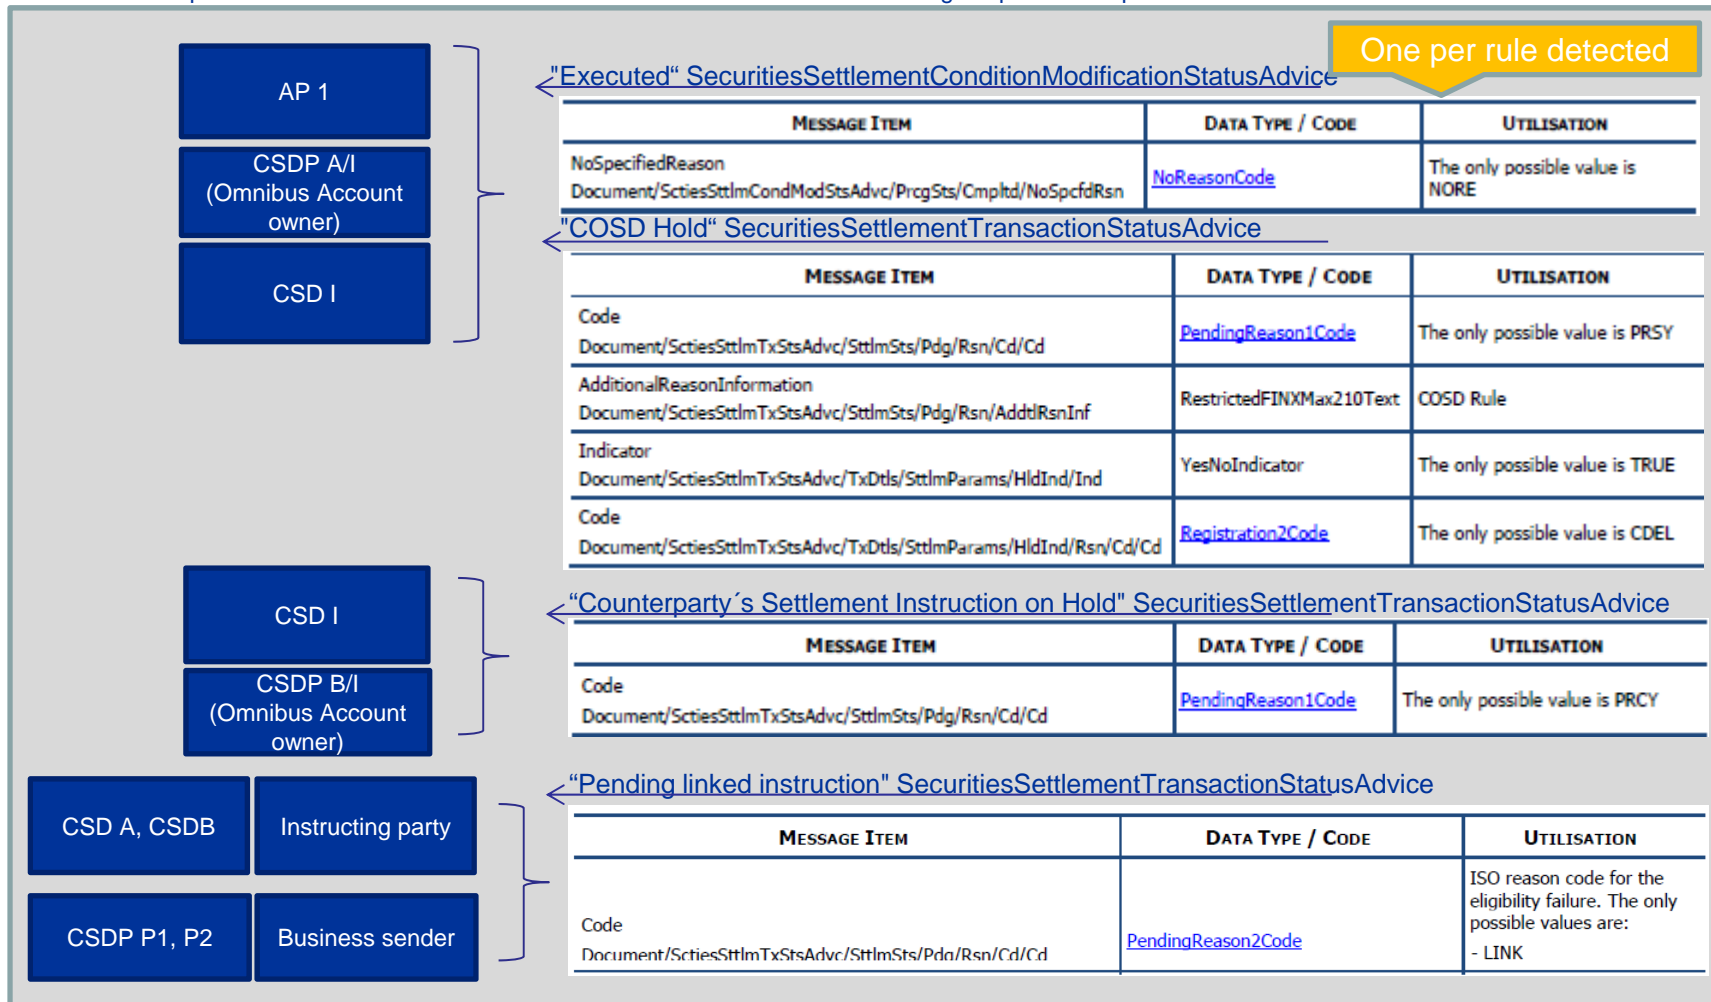 One per rule detected
AP 1
CSDP A/I
(Omnibus Account
owner)
CSD I
"Executed“ SecuritiesSettlementConditionModificationStatusAdvice
MESSAGE ITEM DATA TYPE / CODE UTILISATION
NoSpecifiedReason
Document/SctiesSttlmCondModStsAdvc/PrcgSts/Cmpltd/NoSpcfdRsn
NoReasonCode
The only possible value is
NORE
"COSD Hold“ SecuritiesSettlementTransactionStatusAdvice
MESSAGE ITEM DATA TYPE / CODE UTILISATION
Code
Document/SctiesSttlmTxStsAdvc/SttlmSts/Pdg/Rsn/Cd/Cd
PendingReason1Code
The only possible value is PRSY
AdditionalReasonInformation
Document/SctiesSttlmTxStsAdvc/SttlmSts/Pdg/Rsn/AddtlRsnInf
RestrictedFINXMax210Text
COSD Rule
Indicator
Document/SctiesSttlmTxStsAdvc/TxDtls/SttlmParams/HldInd/Ind
YesNoIndicator
The only possible value is TRUE
Code
Document/SctiesSttlmTxStsAdvc/TxDtls/SttlmParams/HldInd/Rsn/Cd/Cd
Registration2Code
The only possible value is CDEL
CSD I
CSDP B/I
(Omnibus Account
owner)
“Counterparty´s Settlement Instruction on Hold" SecuritiesSettlementTransactionStatusAdvice
MESSAGE ITEM DATA TYPE / CODE UTILISATION
Code
Document/SctiesSttlmTxStsAdvc/SttlmSts/Pdg/Rsn/Cd/Cd
PendingReason1Code
The only possible value is PRCY
CSD A, CSDB
Instructing party
CSDP P1, P2
Business sender
“Pending linked instruction" SecuritiesSettlementTransactionStatusAdvice
MESSAGE ITEM DATA TYPE / CODE UTILISATION
Code
Document/SctiesSttlmTxStsAdvc/SttlmSts/Pdg/Rsn/Cd/Cd
PendingReason2Code
ISO reason code for the
eligibility failure. The only
possible values are:
- LINK